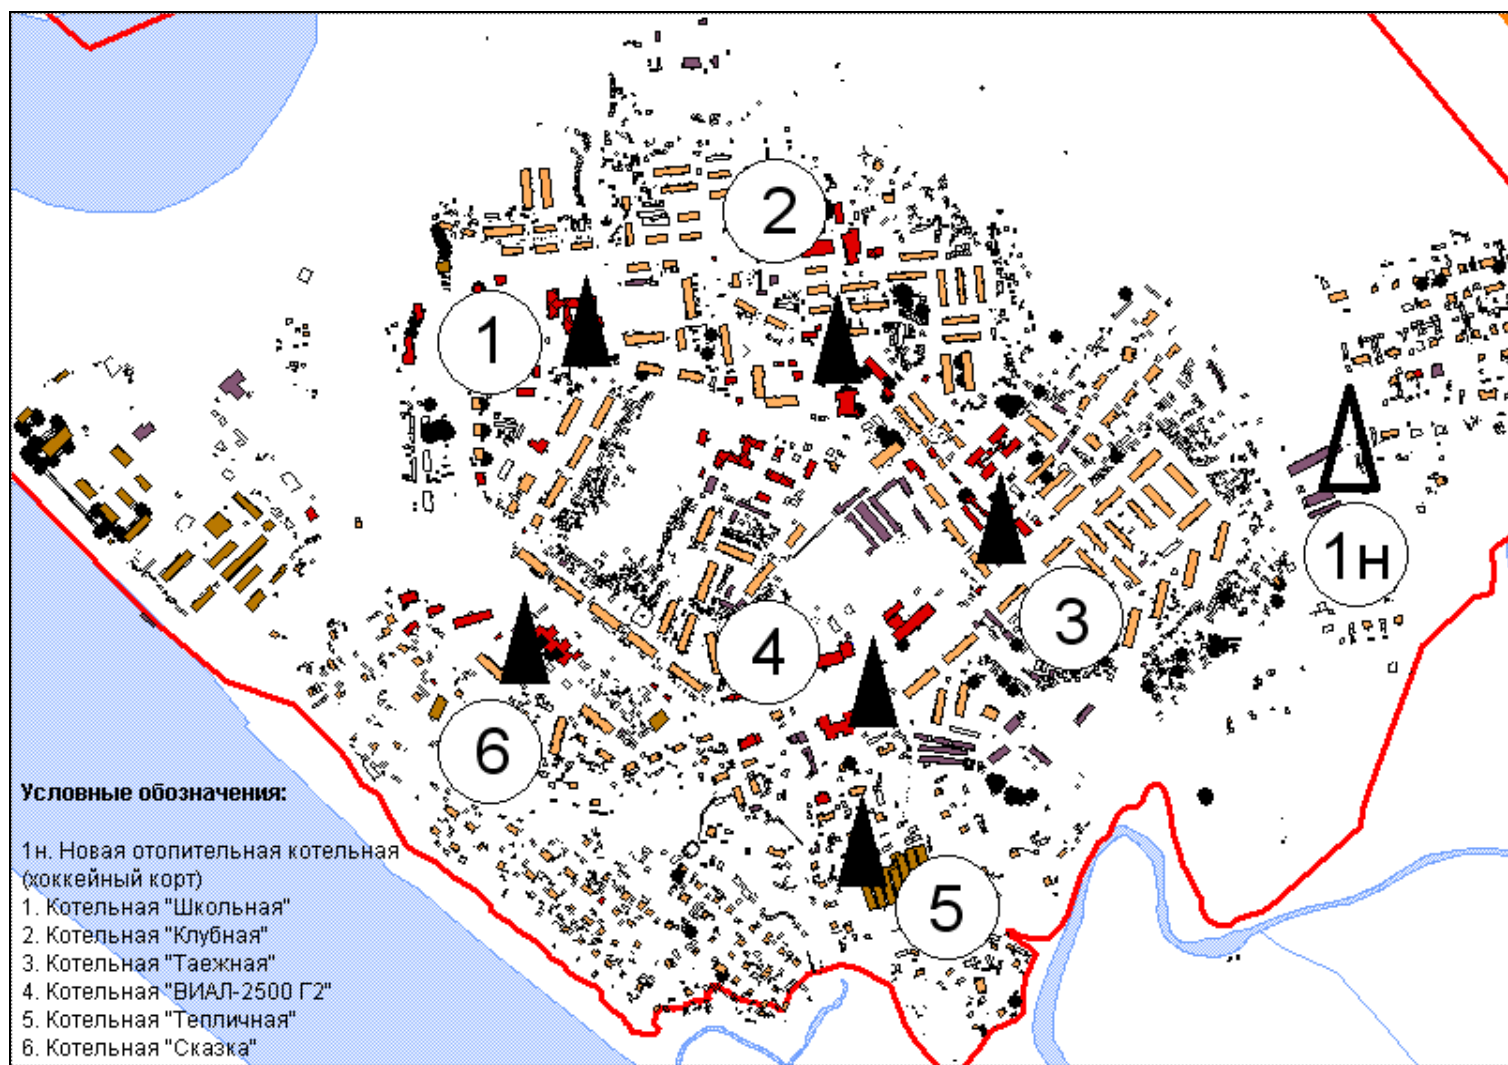 2
1
1
1н
3
4
6
5
Условные обозначения:
1н. Новая отопительная котельная
(хоккейный корт)
1. Котельная "Школьная"
2. Котельная "Клубная"
3. Котельная "Таежная"
4. Котельная "ВИАЛ-2500 Г2"
5. Котельная "Тепличная"
6. Котельная "Сказка"